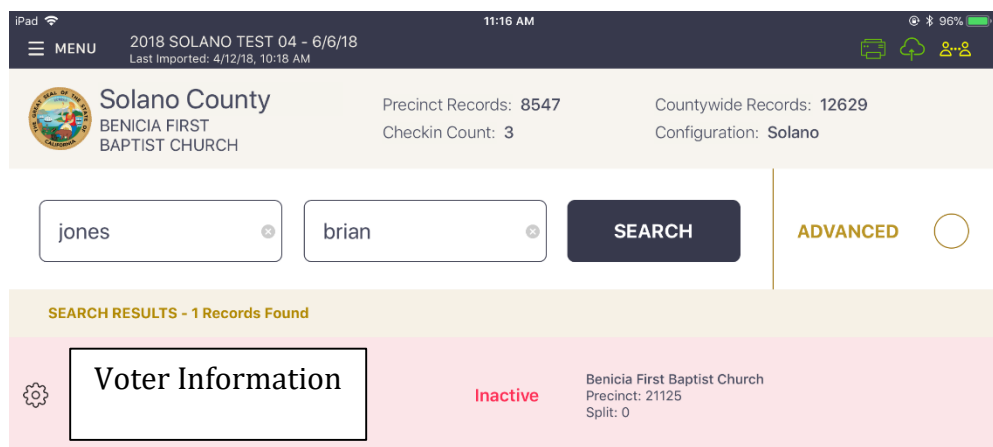 iPad 11:16 AM 96%
MENU 2018 SOLANO TEST 04 - 6/6/18
Last Imported: 4/12/18, 10:18 AM
Solano County
BENICIA FIRST
BAPTIST CHURCH
Precinct Records: 8547
Checkin Count: 3
Countywide Records: 12629
Configuration: Solano
jones
brian
SEARCH
ADVANCED
SEARCH RESULTS - 1 Records Found
Voter Information
Inactive
Benicia First Baptist Church
Precinct: 21125
Split: 0